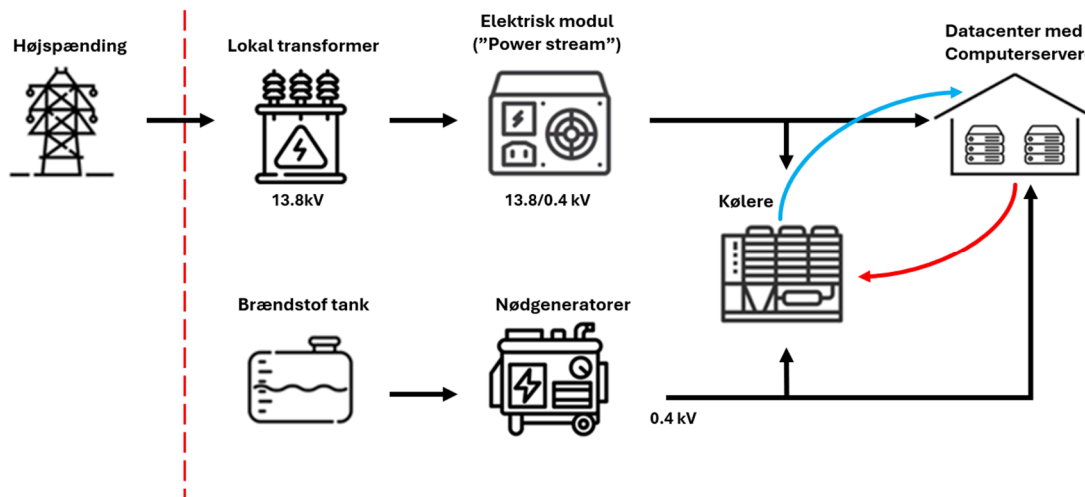 Højspænding
Lokal transformer
Elektrisk modul
(”Power stream”)
Datacenter med
Computerservere
13.8kV
13.8/0.4 kV
Kølere
Brændstof tank
Nødgeneratorer
0.4 kV